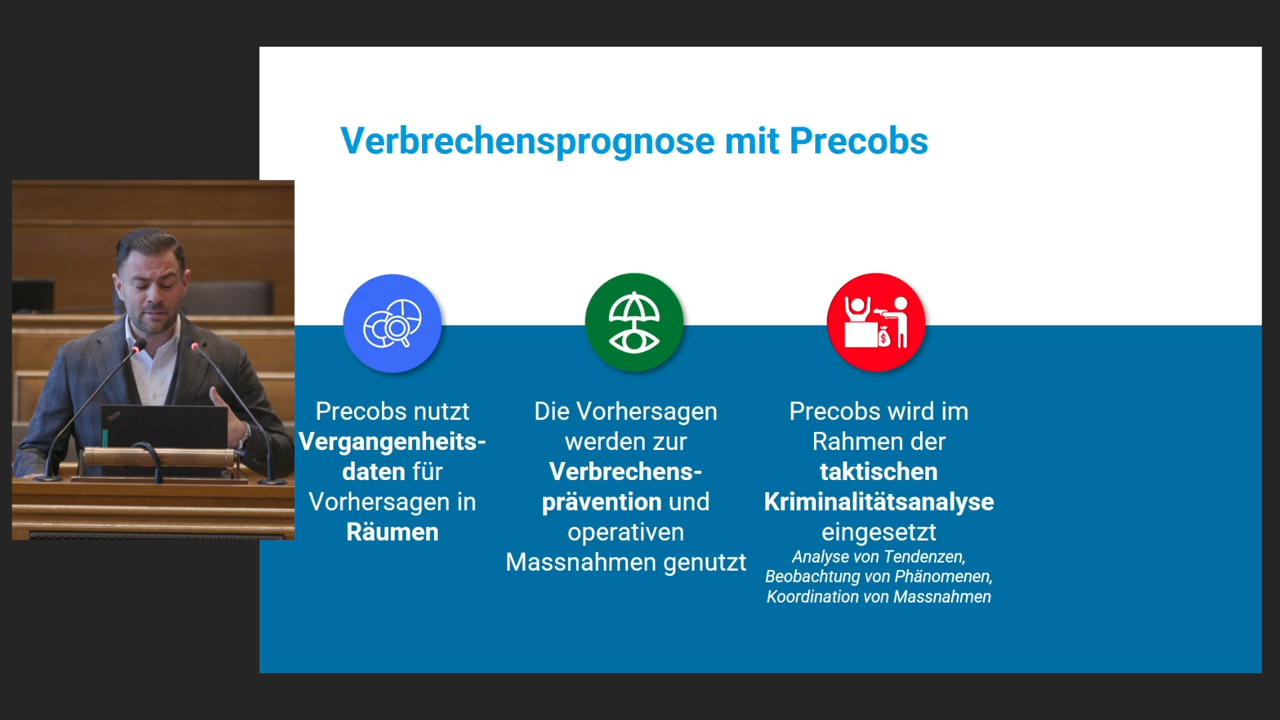 Verbrechensprognose mit Precobs
Precobs nutzt
Vergangenheits-
daten für
Vorhersagen in
Räumen
Die Vorhersagen
werden zur
Verbrechens-
prävention und
operativen
Massnahmen genutzt
Precobs wird im
Rahmen der
taktischen
Kriminalitätsanalyse
eingesetzt
Analyse von Tendenzen,
Beobachtung von Phänomenen,
Koordination von Massnahmen